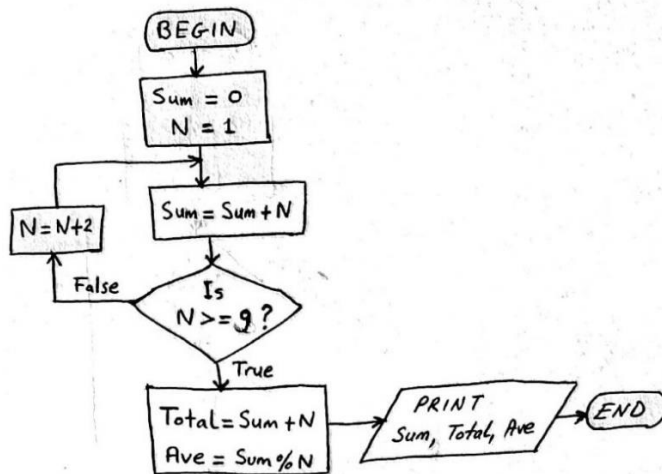 BEGIN
Sum = 0
N = 1
Sum = Sum + N
N = N+2
False
Is
N >= 9 ?
True
Total = Sum + N
Ave = Sum % N
PRINT
Sum, Total, Ave
END